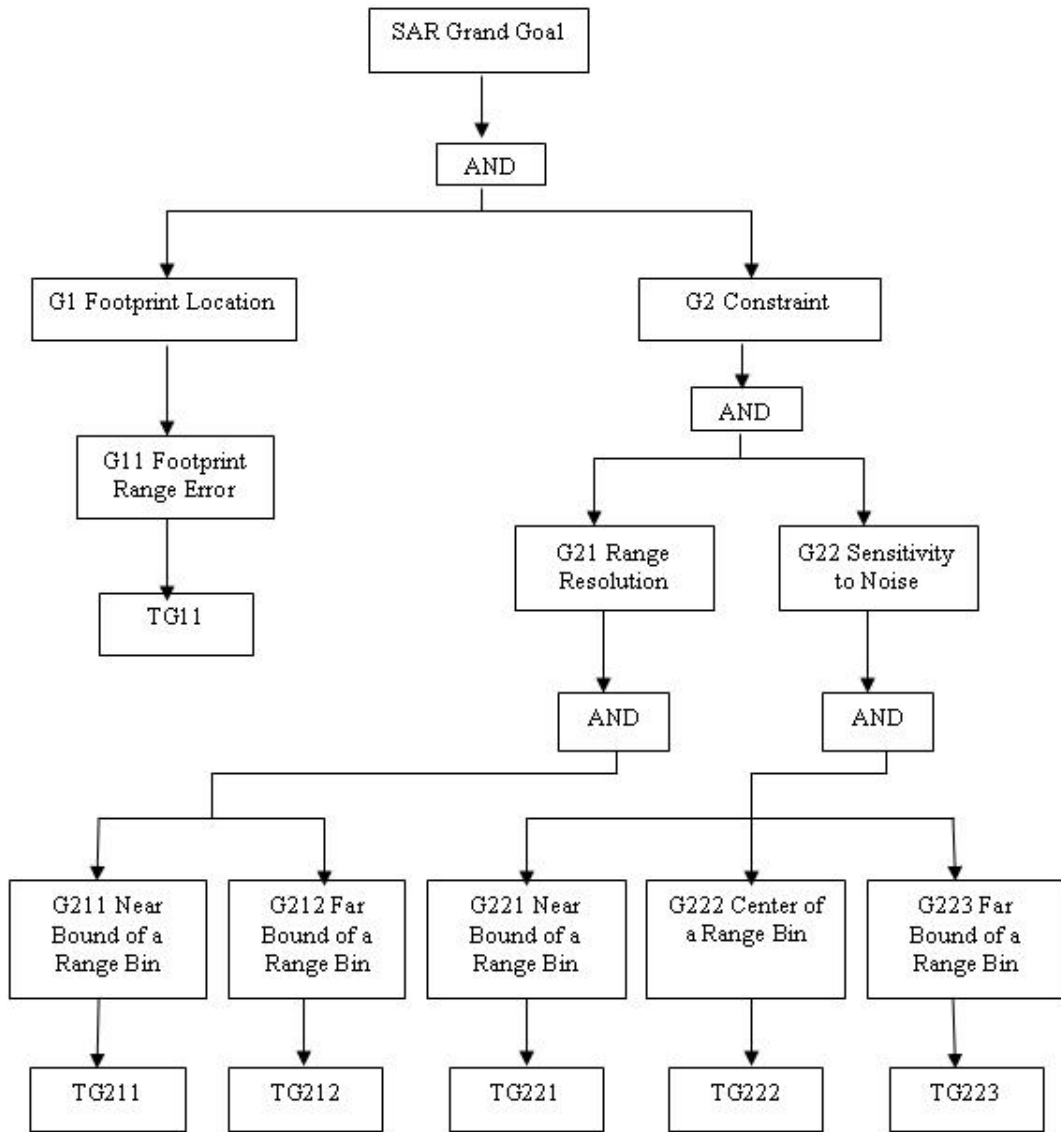 SAR Grand Goal
AND
G1 Footprint Location
G2 Constraint
AND
G11 Footprint
Range Error
G21 Range
Resolution
G22 Sensitivity
to Noise
TG11
AND
AND
G211 Near
Bound of a
Range Bin
G212 Far
Bound of a
Range Bin
G221 Near
Bound of a
Range Bin
G222 Center of
a Range Bin
G223 Far
Bound of a
Range Bin
TG211
TG212
TG221
TG222
TG223